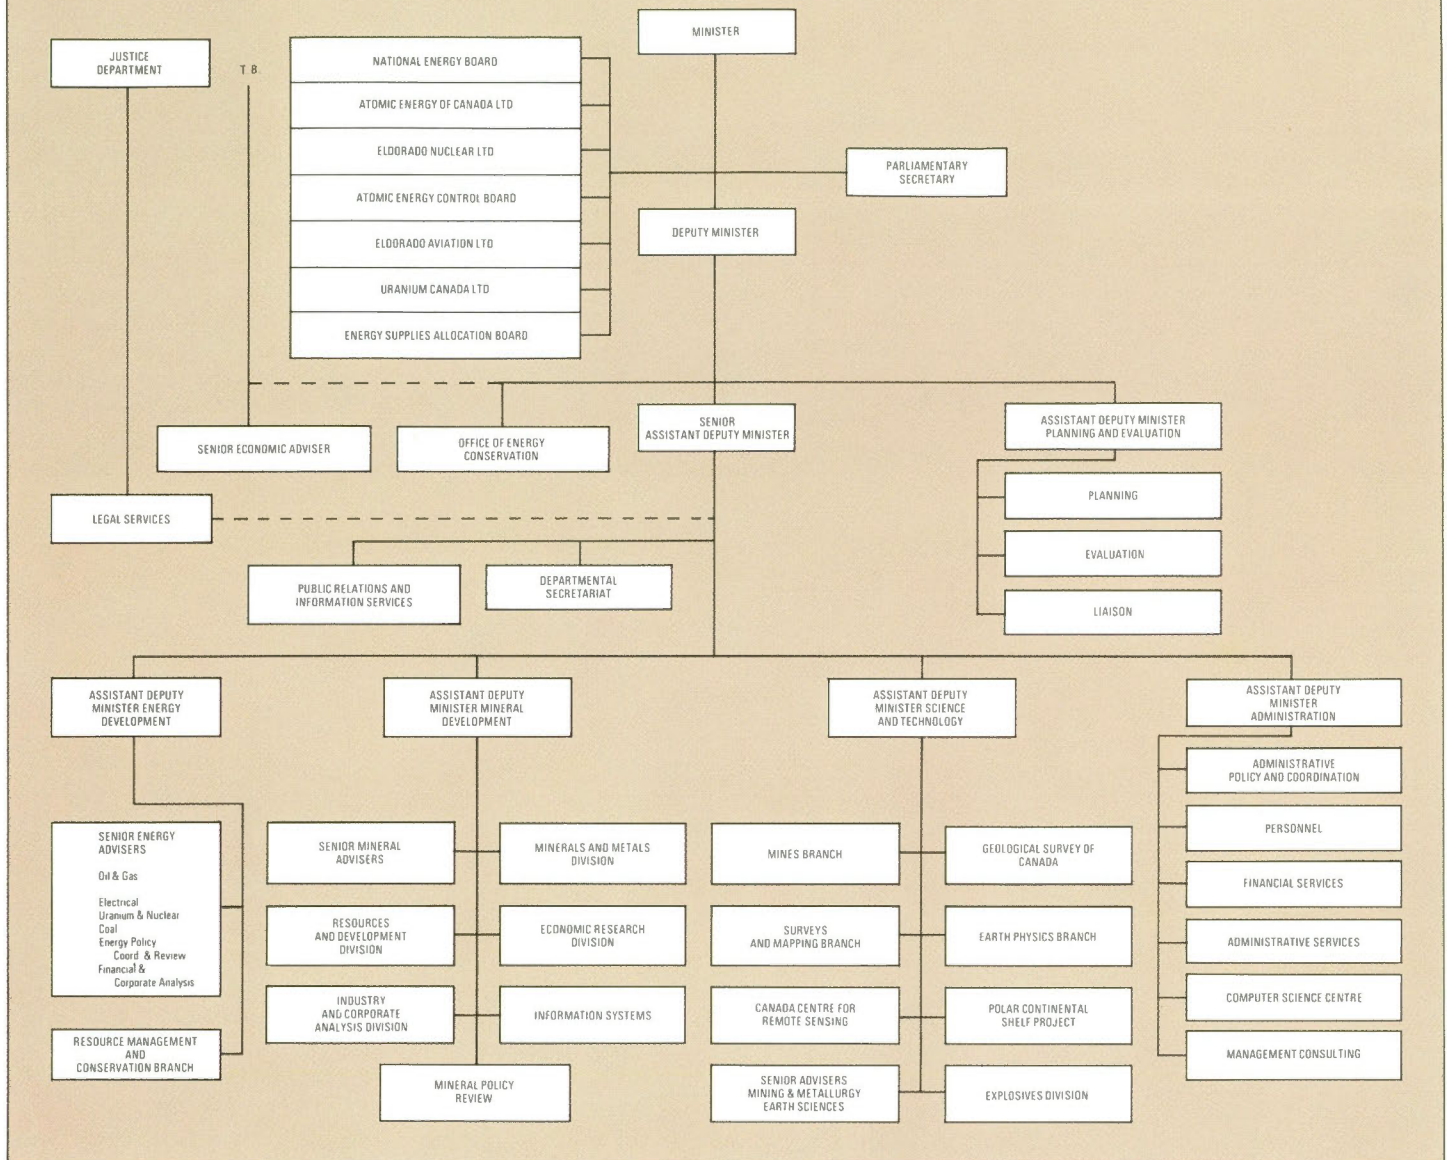 MINISTER
JUSTICE
DEPARTMENT
T.B.
NATIONAL ENERGY BOARD
ATOMIC ENERGY OF CANADA LTD
ELDORADO NUCLEAR LTD
ATOMIC ENERGY CONTROL BOARD
ELDORADO AVIATION LTD
URANIUM CANADA LTD
ENERGY SUPPLIES ALLOCATION BOARD
PARLIAMENTARY
SECRETARY
DEPUTY MINISTER
SENIOR ECONOMIC ADVISER
OFFICE OF ENERGY
CONSERVATION
SENIOR
ASSISTANT DEPUTY MINISTER
ASSISTANT DEPUTY MINISTER
PLANNING AND EVALUATION
PLANNING
EVALUATION
LIAISON
LEGAL SERVICES
PUBLIC RELATIONS AND
INFORMATION SERVICES
DEPARTMENTAL
SECRETARIAT
ASSISTANT DEPUTY
MINISTER ENERGY
DEVELOPMENT
SENIOR ENERGY
ADVISERS
Oil & Gas
Electrical
Uranium & Nuclear
Coal
Energy Policy
Coord & Review
Financial &
Corporate Analysis
RESOURCE MANAGEMENT
AND
CONSERVATION BRANCH
ASSISTANT DEPUTY
MINISTER MINERAL
DEVELOPMENT
SENIOR MINERAL
ADVISERS
MINERALS AND METALS
DIVISION
RESOURCES
AND DEVELOPMENT
DIVISION
ECONOMIC RESEARCH
DIVISION
INDUSTRY
AND CORPORATE
ANALYSIS DIVISION
INFORMATION SYSTEMS
MINERAL POLICY
REVIEW
ASSISTANT DEPUTY
MINISTER SCIENCE
AND TECHNOLOGY
MINES BRANCH
GEOLOGICAL SURVEY OF
CANADA
SURVEYS
AND MAPPING BRANCH
EARTH PHYSICS BRANCH
CANADA CENTRE FOR
REMOTE SENSING
POLAR CONTINENTAL
SHELF PROJECT
SENIOR ADVISERS
MINING & METALLURGY
EARTH SCIENCES
EXPLOSIVES DIVISION
ASSISTANT DEPUTY
MINISTER
ADMINISTRATION
ADMINISTRATIVE
POLICY AND COORDINATION
PERSONNEL
FINANCIAL SERVICES
ADMINISTRATIVE SERVICES
COMPUTER SCIENCE CENTRE
MANAGEMENT CONSULTING